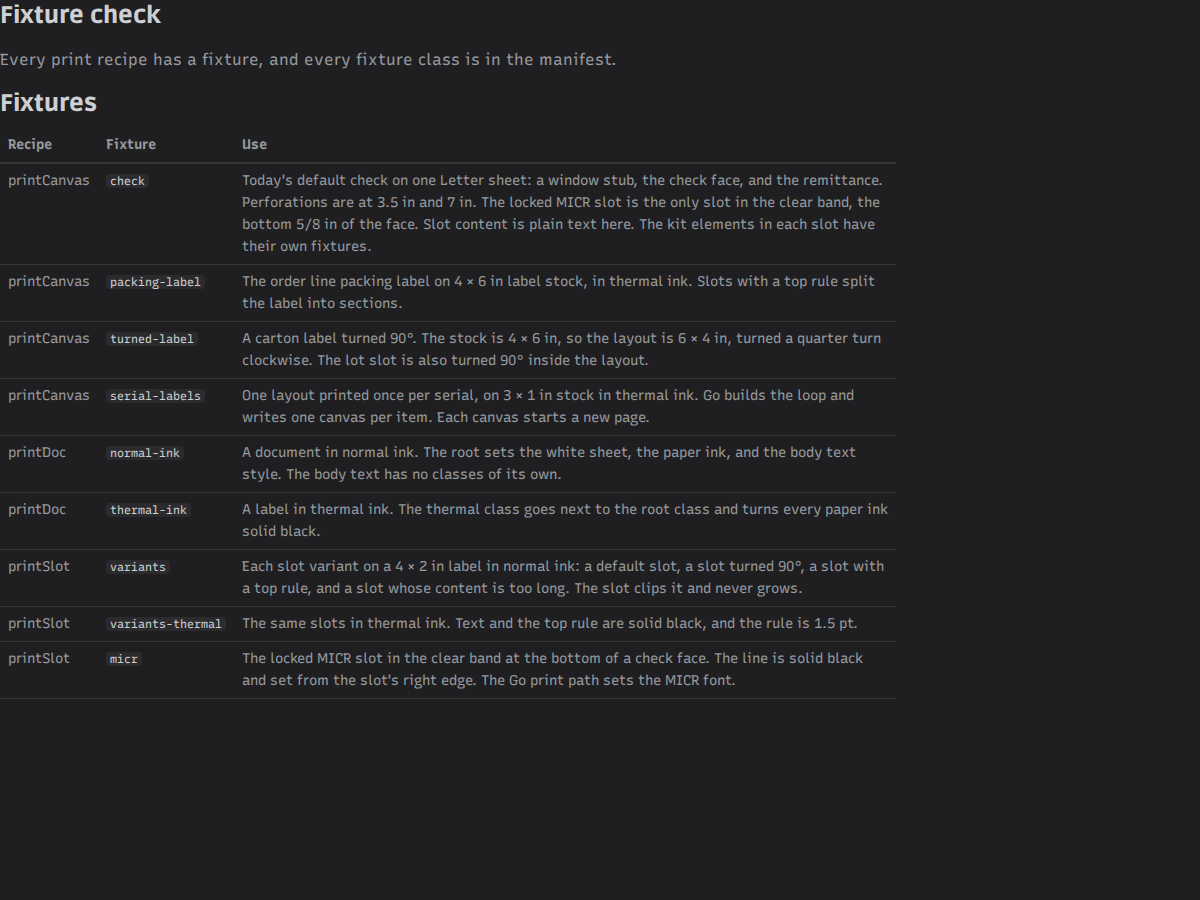 Fixture check
Every print recipe has a fixture, and every fixture class is in the manifest.
Fixtures
Recipe Fixture Use
printCanvas check Today's default check on one Letter sheet: a window stub, the check face, and the remittance.
Perforations are at 3.5 in and 7 in. The locked MICR slot is the only slot in the clear band, the
bottom 5/8 in of the face. Slot content is plain text here. The kit elements in each slot have
their own fixtures.
printCanvas packing-label The order line packing label on 4 × 6 in label stock, in thermal ink. Slots with a top rule split
the label into sections.
printCanvas turned-label A carton label turned 90°. The stock is 4 × 6 in, so the layout is 6 × 4 in, turned a quarter turn
clockwise. The lot slot is also turned 90° inside the layout.
printCanvas serial-labels One layout printed once per serial, on 3 × 1 in stock in thermal ink. Go builds the loop and
writes one canvas per item. Each canvas starts a new page.
printDoc normal-ink A document in normal ink. The root sets the white sheet, the paper ink, and the body text
style. The body text has no classes of its own.
printDoc thermal-ink A label in thermal ink. The thermal class goes next to the root class and turns every paper ink
solid black.
printSlot variants Each slot variant on a 4 × 2 in label in normal ink: a default slot, a slot turned 90°, a slot with
a top rule, and a slot whose content is too long. The slot clips it and never grows.
printSlot variants-thermal The same slots in thermal ink. Text and the top rule are solid black, and the rule is 1.5 pt.
printSlot micr The locked MICR slot in the clear band at the bottom of a check face. The line is solid black
and set from the slot's right edge. The Go print path sets the MICR font.